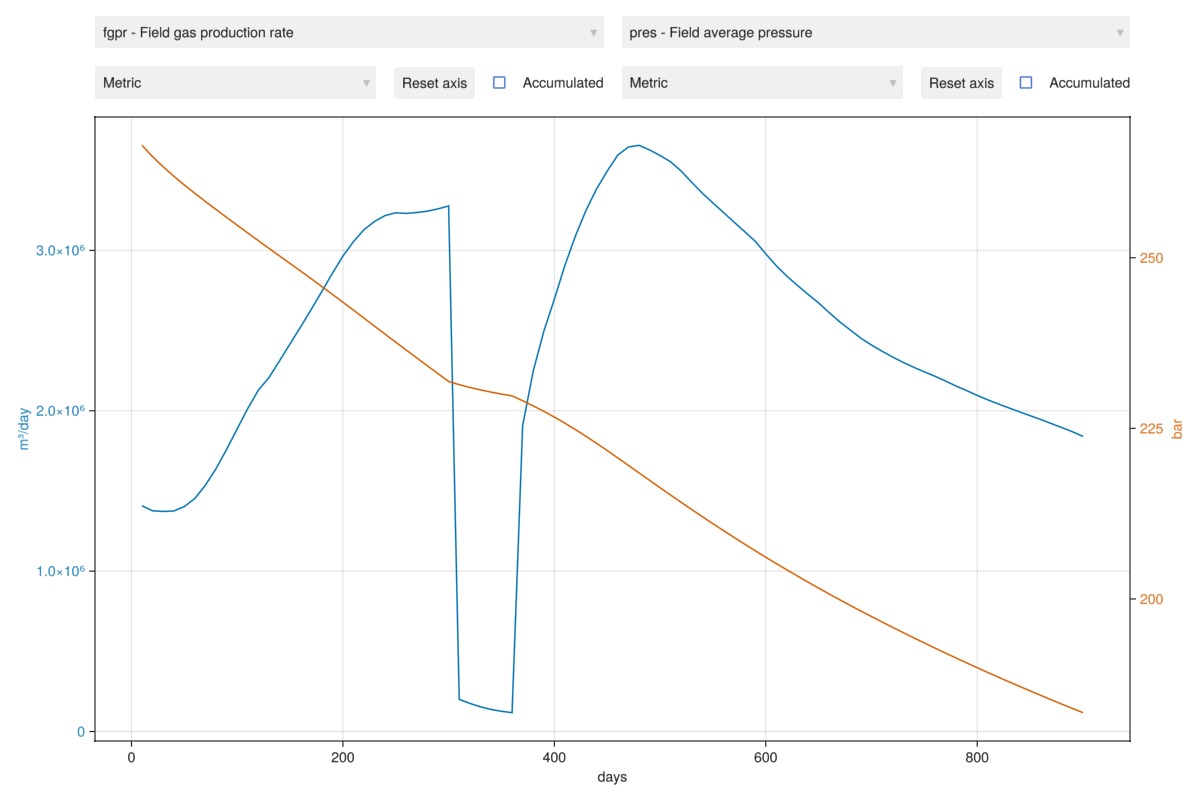 fgpr - Field gas production rate
pres - Field average pressure
Metric
Reset axis
Accumulated
Metric
Reset axis
Accumulated
3.0×10⁶
2.0×10⁶
1.0×10⁶
0
m³/day
250
225
200
bar
0
200
400
600
800
days